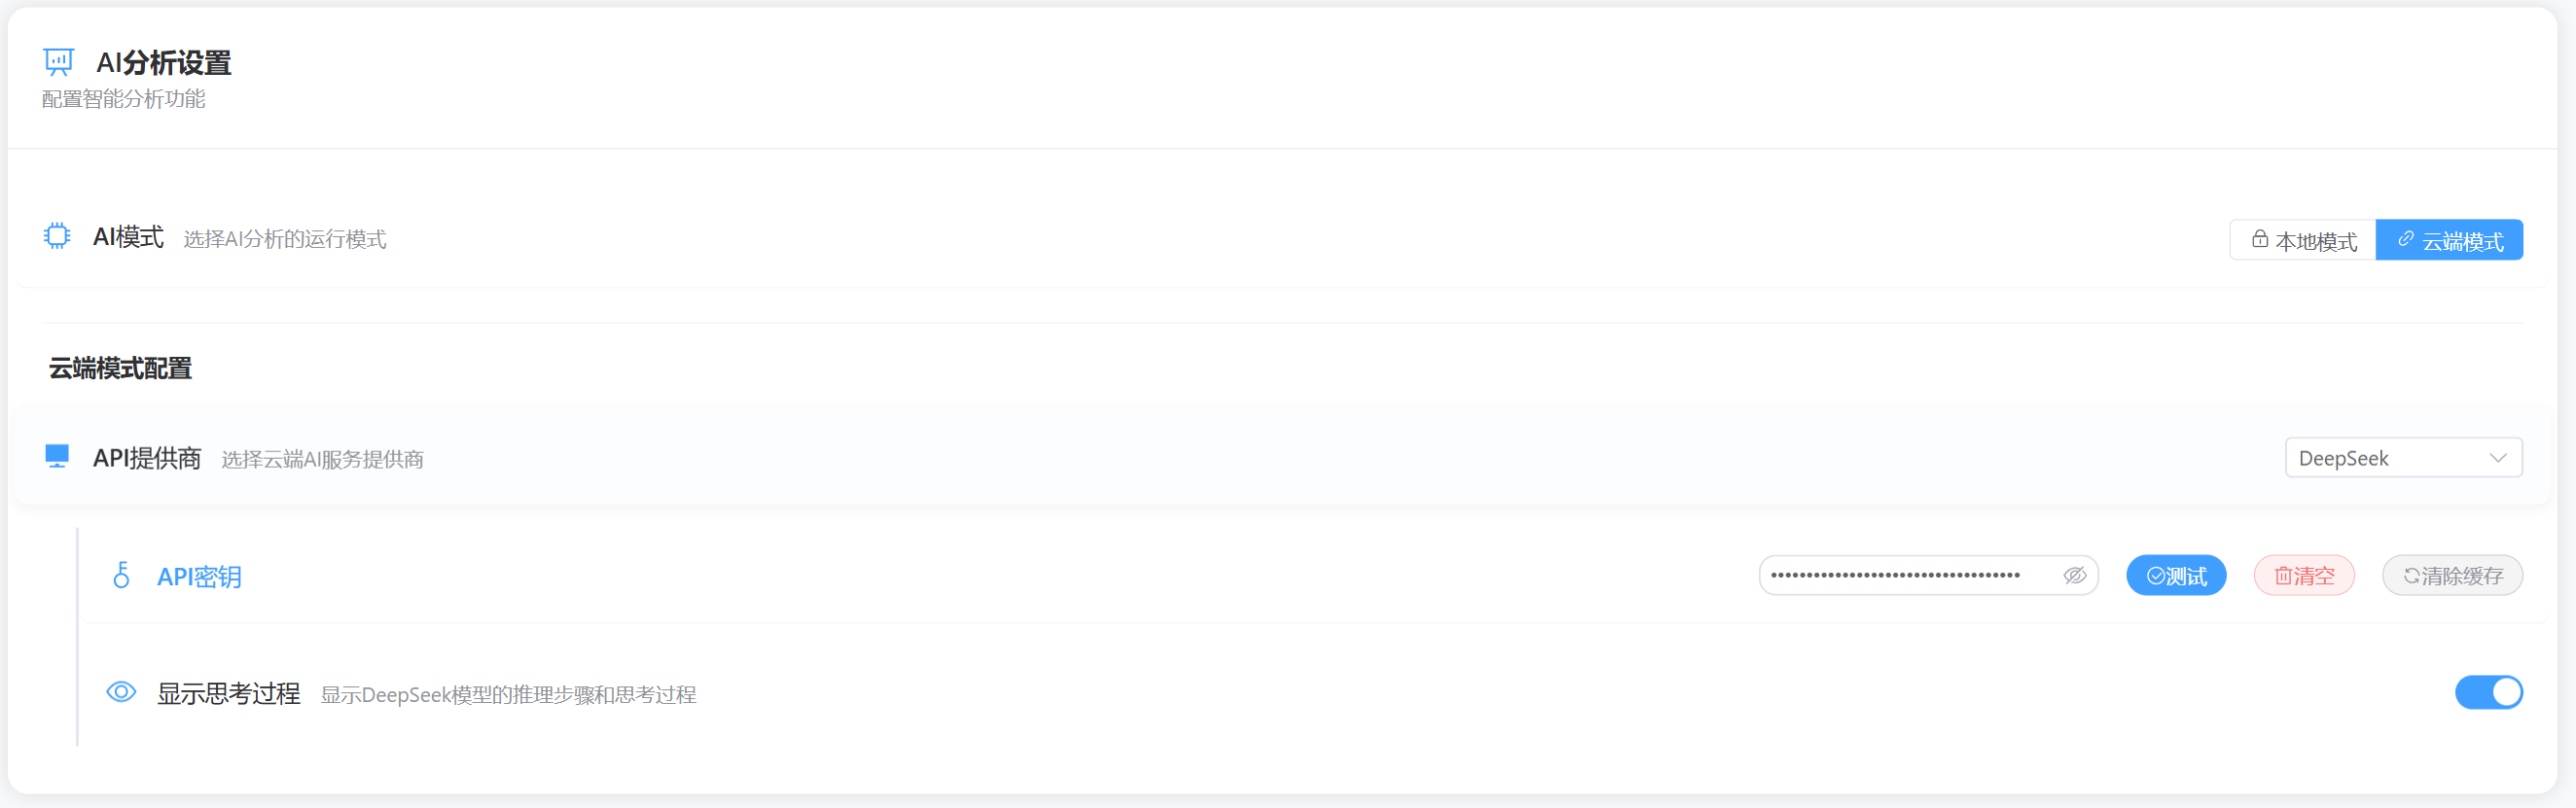 AI分析设置
配置智能分析功能
AI模式 选择AI分析的运行模式 本地模式 云端模式
云端模式配置
API提供商 选择云端AI服务提供商 DeepSeek
API密钥 测试 清空 清除缓存
显示思考过程 显示DeepSeek模型的推理步骤和思考过程